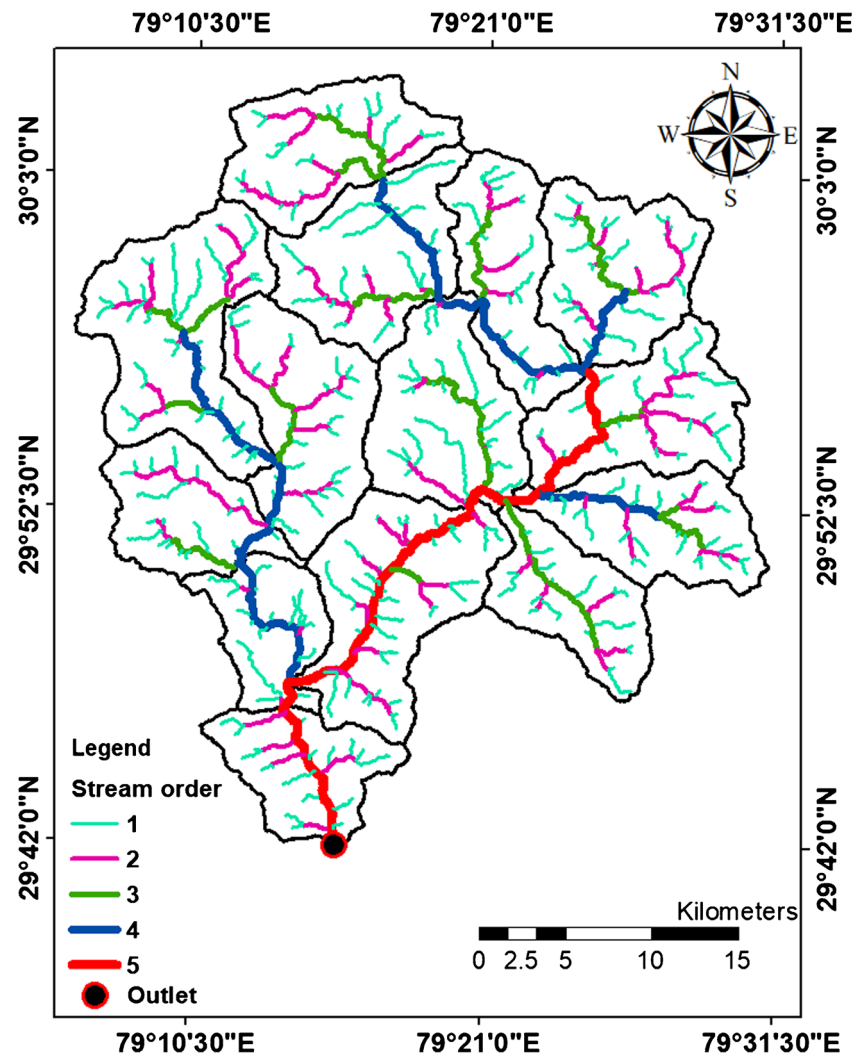 79°10'30"E 79°21'0"E 79°31'30"E
N
W E
S
30°3'0"N
30°3'0"N
29°52'30"N
29°52'30"N
29°42'0"N
29°42'0"N
Legend
Stream order
1
2
3
4
5
Outlet
Kilometers
0 2.5 5 10 15
79°10'30"E 79°21'0"E 79°31'30"E